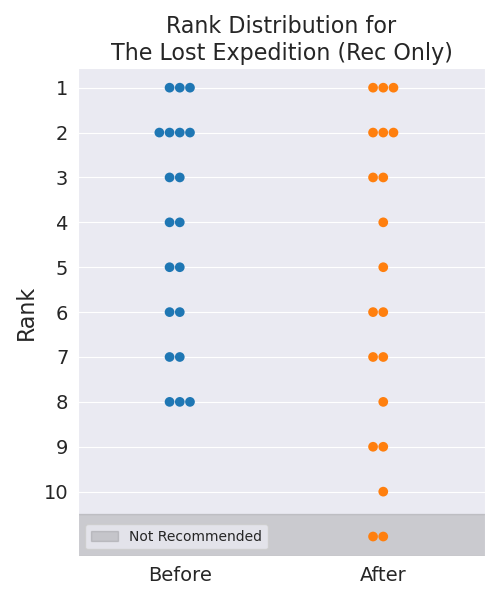 Rank Distribution for
The Lost Expedition (Rec Only)
Rank
1
2
3
4
5
6
7
8
9
10
Not Recommended
Before After